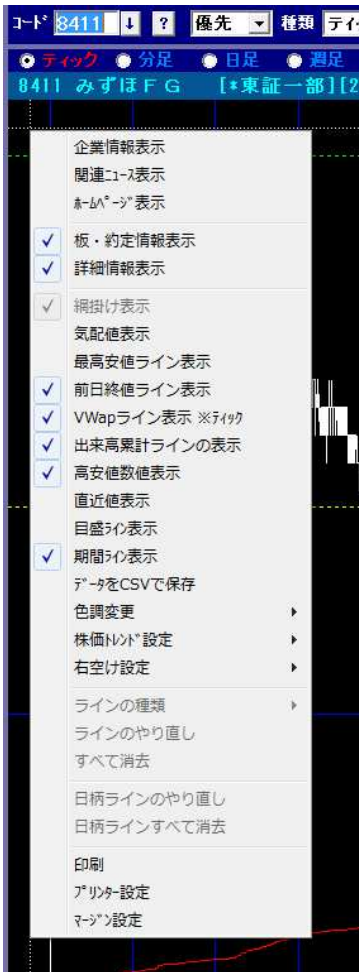 コード 8411 ↓ ? 優先 種類 ティ
ティック 分足 日足 週足
8411 みずほFG [*東証一部][2
企業情報表示
関連ニュース表示
ホームページ表示
板・約定情報表示
詳細情報表示
網掛け表示
気配値表示
最高安値ライン表示
前日終値ライン表示
VWapライン表示 ※ティック
出来高累計ラインの表示
高安値数値表示
直近値表示
目盛ライン表示
期間ライン表示
データをCSVで保存
色調変更
株価トレンド設定
右空け設定
ラインの種類
ラインのやり直し
すべて消去
日柄ラインのやり直し
日柄ラインすべて消去
印刷
プリンター設定
マージン設定